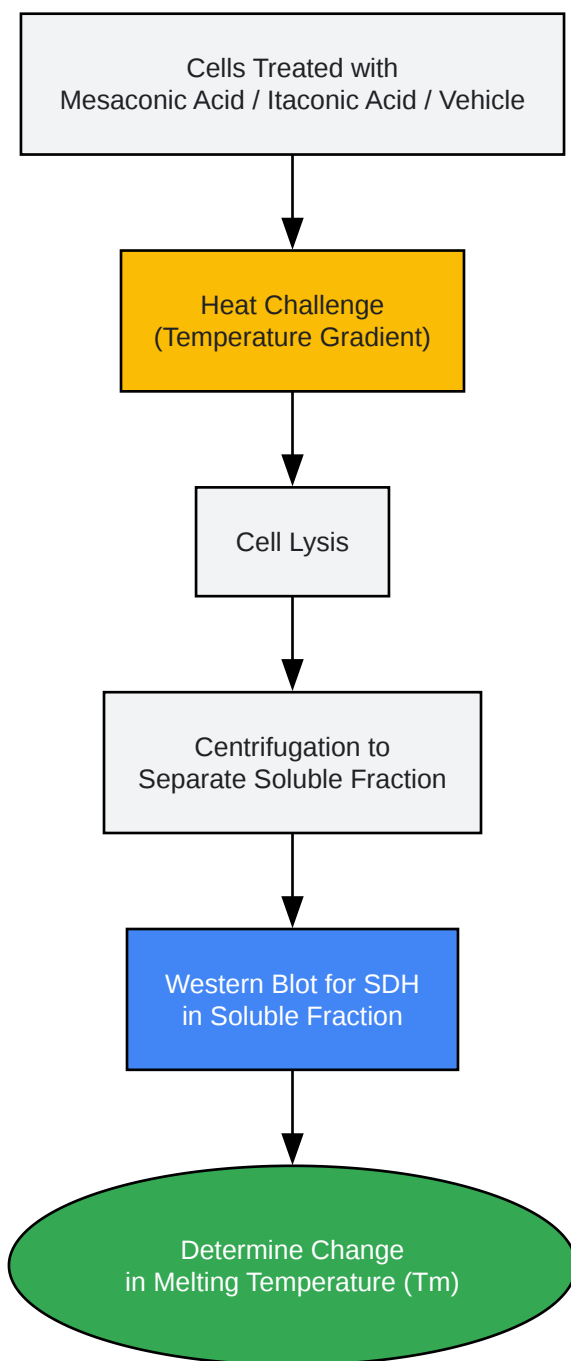 Cells Treated with
Mesaconic Acid / Itaconic Acid / Vehicle
Heat Challenge
(Temperature Gradient)
Cell Lysis
Centrifugation to
Separate Soluble Fraction
Western Blot for SDH
in Soluble Fraction
Determine Change
in Melting Temperature (Tm)